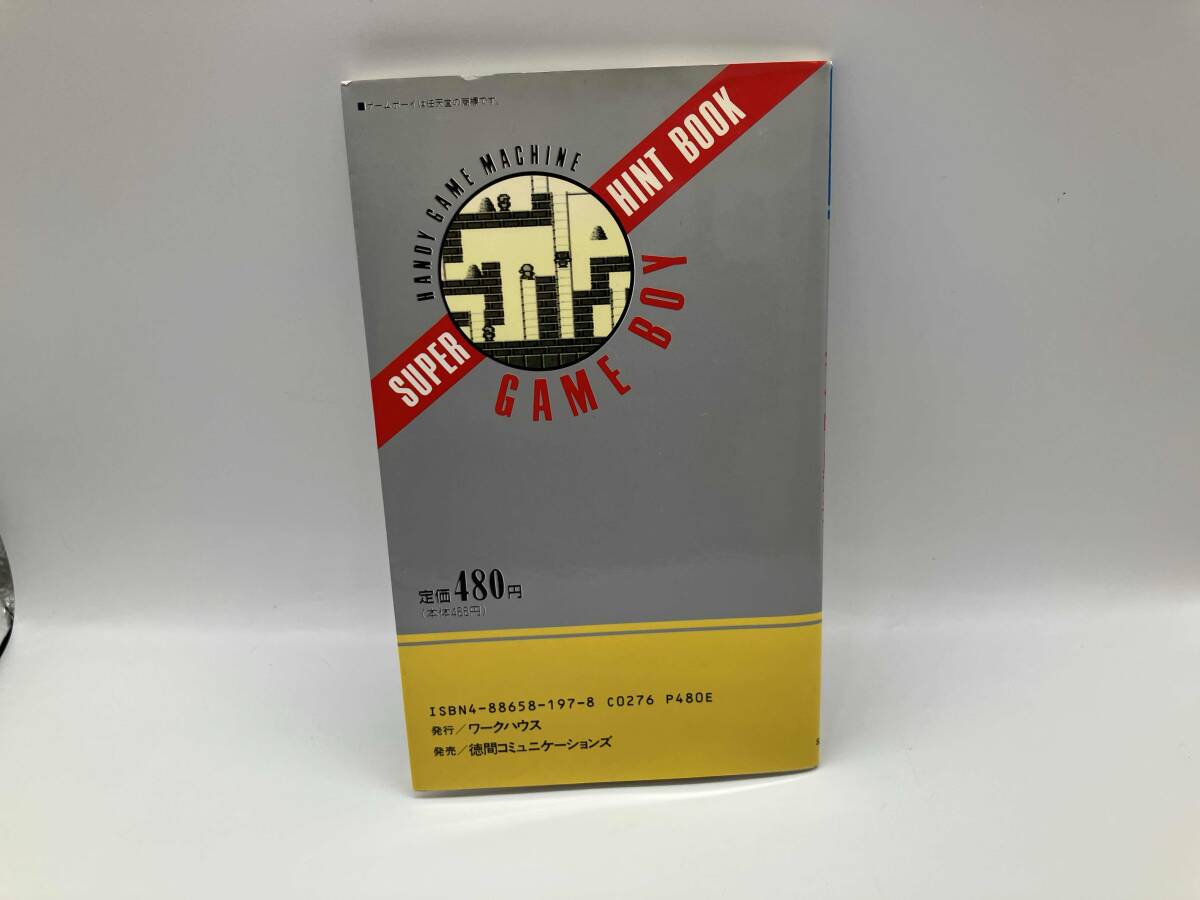 ■ゲームボーイは任天堂の商標です。
HANDY GAME MACHINE
SUPER HINT BOOK
GAME BOY
定価480円
ISBN4-88658-197-8 C0276 P480E
発行/ワークハウス
発売/徳間コミュニケーションズ